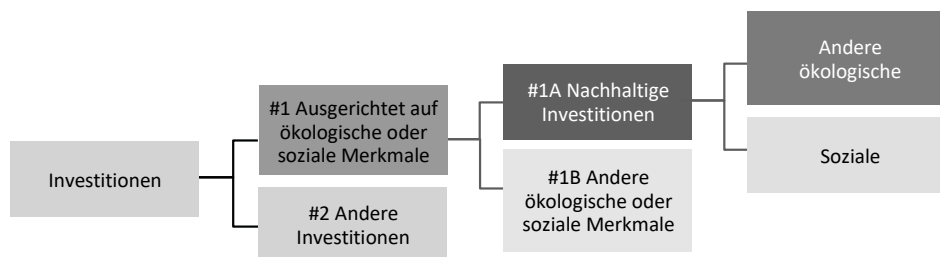 Investitionen
#1 Ausgerichtet auf
ökologische oder
soziale Merkmale
#2 Andere
Investitionen
#1A Nachhaltige
Investitionen
#1B Andere
ökologische oder
soziale Merkmale
Andere
ökologische
Soziale